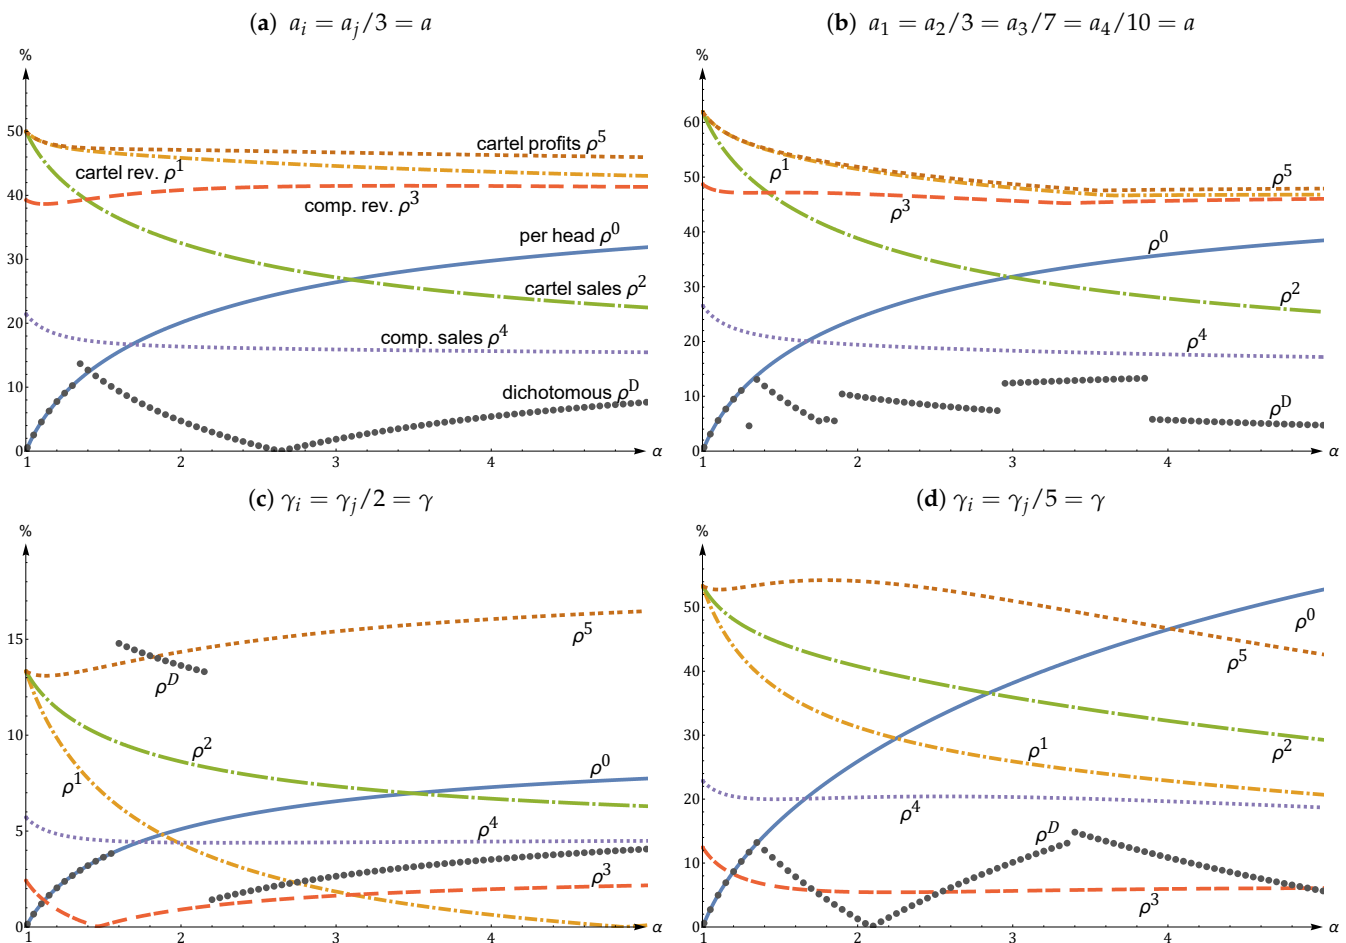 (a) a_i = a_j/3 = a
%
50
40
30
20
10
0
1
2
3
4
α
cartel profits ρ^5
cartel rev. ρ^1
comp. rev. ρ^3
per head ρ^0
cartel sales ρ^2
comp. sales ρ^4
dichotomous ρ^D
(b) a_1 = a_2/3 = a_3/7 = a_4/10 = a
%
60
50
40
30
20
10
0
1
2
3
4
α
ρ^1
ρ^5
ρ^3
ρ^0
ρ^2
ρ^4
ρ^D
(c) γ_i = γ_j/2 = γ
%
15
10
5
0
1
2
3
4
α
ρ^5
ρ^D
ρ^2
ρ^1
ρ^0
ρ^4
ρ^3
(d) γ_i = γ_j/5 = γ
%
50
40
30
20
10
0
1
2
3
4
α
ρ^0
ρ^5
ρ^1
ρ^2
ρ^4
ρ^D
ρ^3